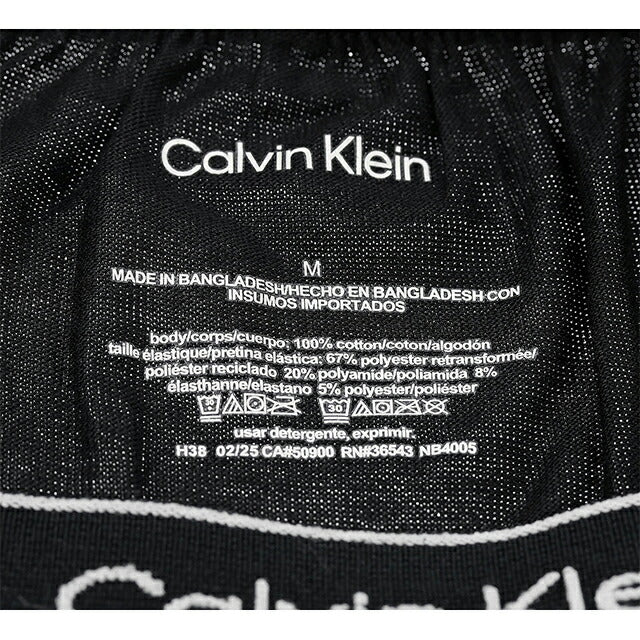 Calvin Klein
M
MADE IN BANGLADESH/HECHO EN BANGLADESH CON
INSUMOS IMPORTADOS
body/corps/cuerpo: 100% cotton/coton/algodón
taille élastique/pretina elástica: 67% polyester retransformée/
poliéster reciclado 20% polyamide/poliamida 8%
élasthanne/elastano 5% polyester/poliéster
30 30
usar detergente, exprimir.
H38 02/25 CA#50900 RN#36543 NB4005
Calvin Klein